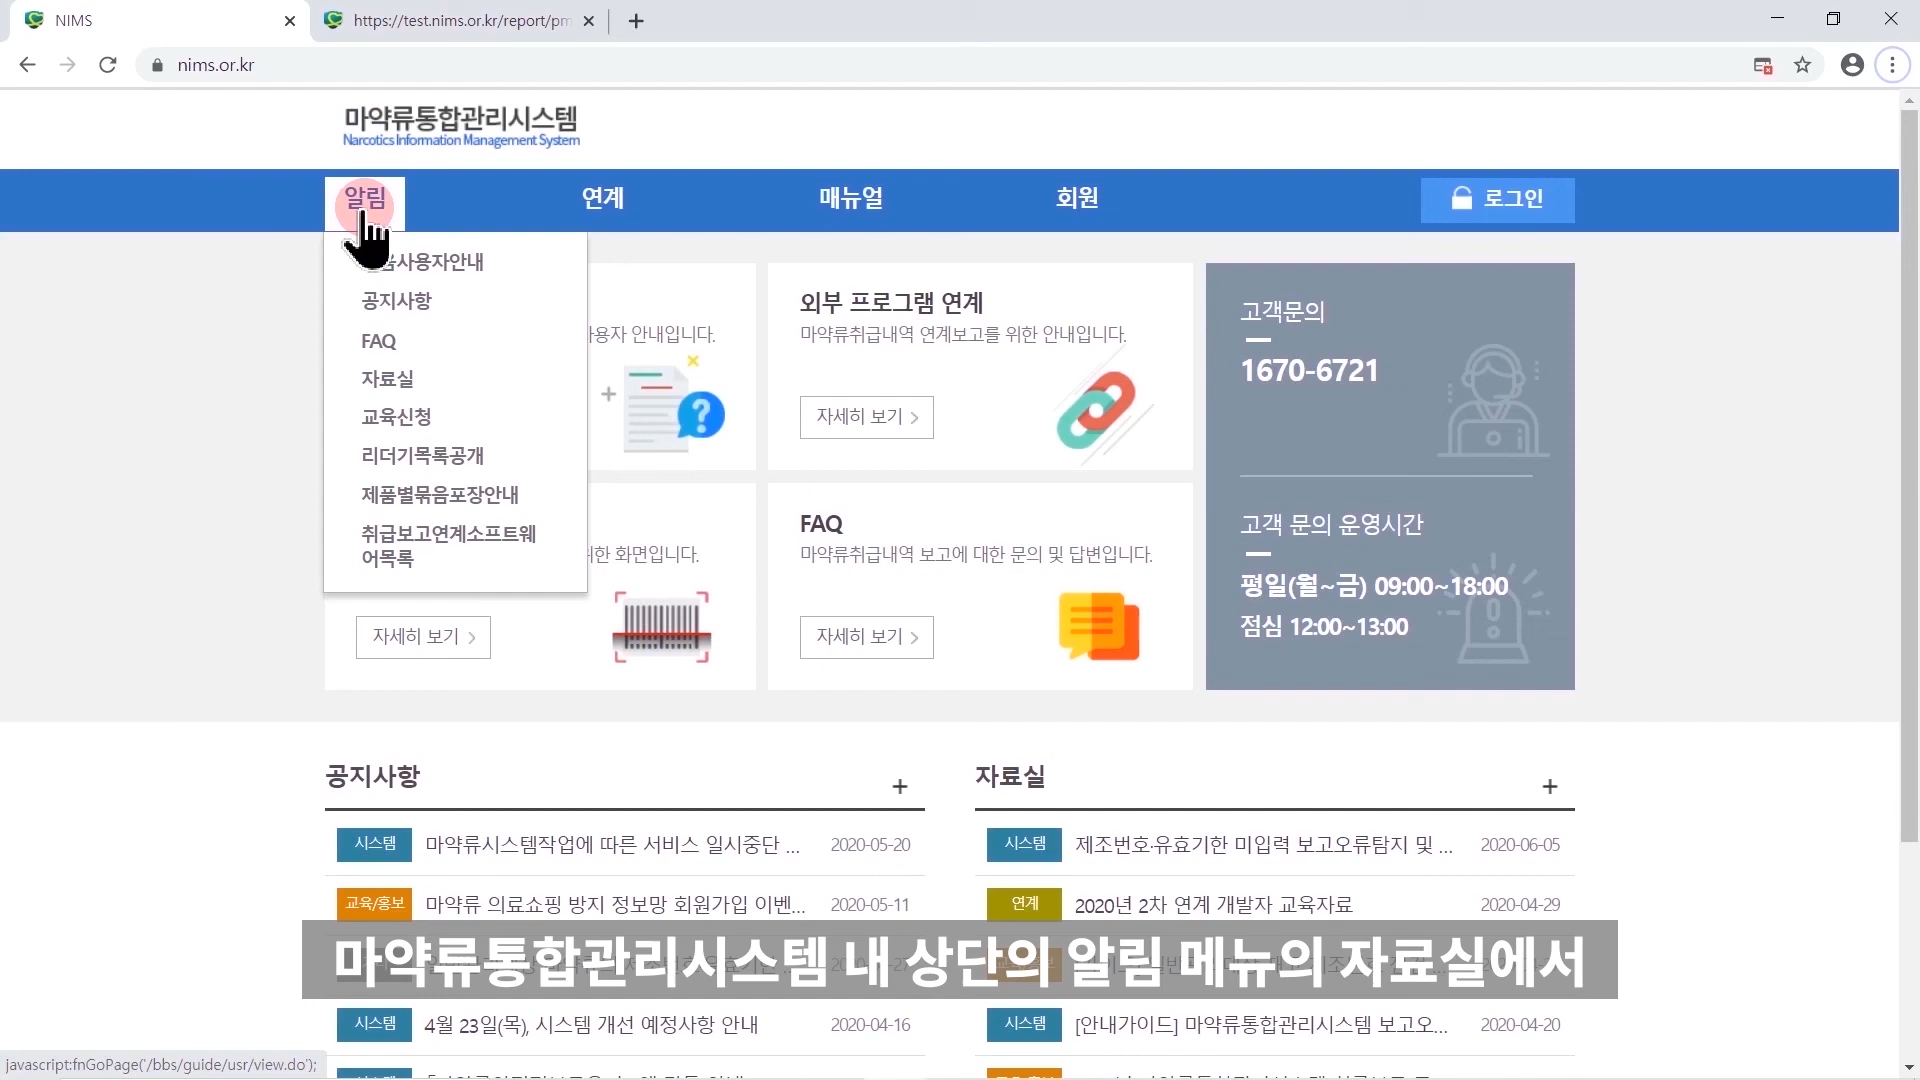 NIMS
https://test.nims.or.kr/report/pm
nims.or.kr
마약류통합관리시스템
Narcotics Information Management System
알림
연계
매뉴얼
회원
로그인
사용자안내
공지사항
FAQ
자료실
교육신청
리더기목록공개
제품별묶음포장안내
취급보고연계소프트웨
어목록
안내입니다.
외부 프로그램 연계
마약류취급내역 연계보고를 위한 안내입니다.
자세히 보기
고객문의
1670-6721
화면입니다.
자세히 보기
FAQ
마약류취급내역 보고에 대한 문의 및 답변입니다.
자세히 보기
고객 문의 운영시간
평일(월~금) 09:00~18:00
점심 12:00~13:00
공지사항
시스템 마약류시스템작업에 따른 서비스 일시중단 ... 2020-05-20
교육/홍보 마약류 의료쇼핑 방지 정보망 회원가입 이벤... 2020-05-11
시스템 4월 23일(목), 시스템 개선 예정사항 안내 2020-04-16
자료실
시스템 제조번호·유효기한 미입력 보고오류탐지 및 ... 2020-06-05
연계 2020년 2차 연계 개발자 교육자료 2020-04-29
시스템 [안내가이드] 마약류통합관리시스템 보고오... 2020-04-20
마약류통합관리시스템 내 상단의 알림 메뉴의 자료실에서
javascript:fnGoPage('/bbs/guide/usr/view.do');